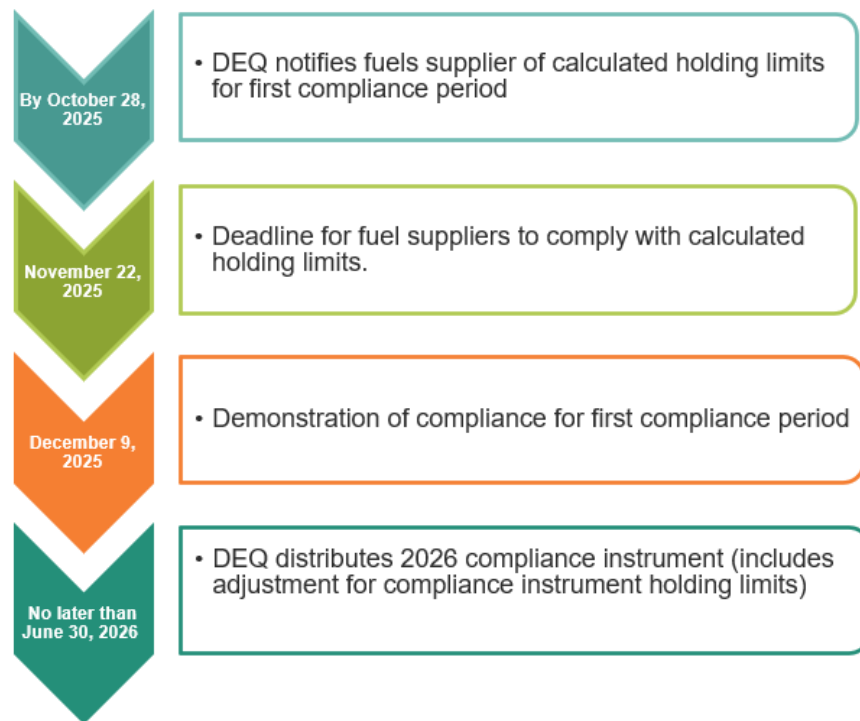 By October 28,
2025
• DEQ notifies fuels supplier of calculated holding limits
for first compliance period
November 22,
2025
• Deadline for fuel suppliers to comply with calculated
holding limits.
December 9,
2025
• Demonstration of compliance for first compliance period
No later than
June 30, 2026
• DEQ distributes 2026 compliance instrument (includes
adjustment for compliance instrument holding limits)